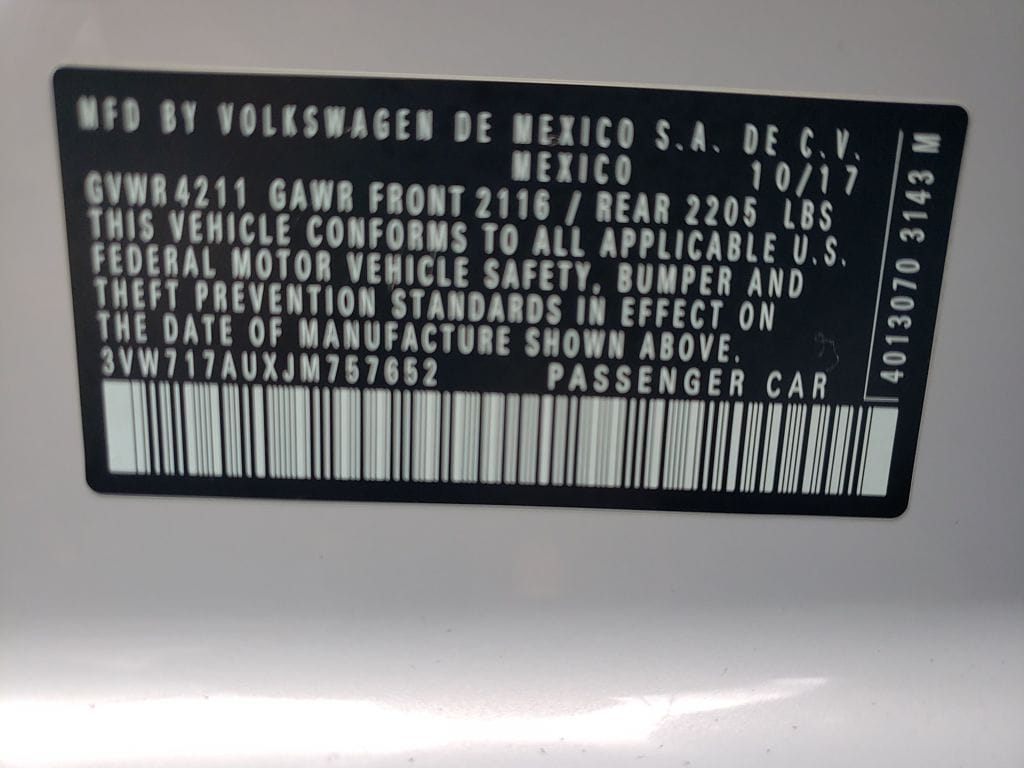 MFD BY VOLKSWAGEN DE MEXICO S.A. DE C.V.
MEXICO 10/17
GVWR 4211 GAWR FRONT 2116 / REAR 2205 LBS
THIS VEHICLE CONFORMS TO ALL APPLICABLE U.S.
FEDERAL MOTOR VEHICLE SAFETY, BUMPER AND
THEFT PREVENTION STANDARDS IN EFFECT ON
THE DATE OF MANUFACTURE SHOWN ABOVE.
3VW717AUXJM757652 PASSENGER CAR
4013070 3143 M